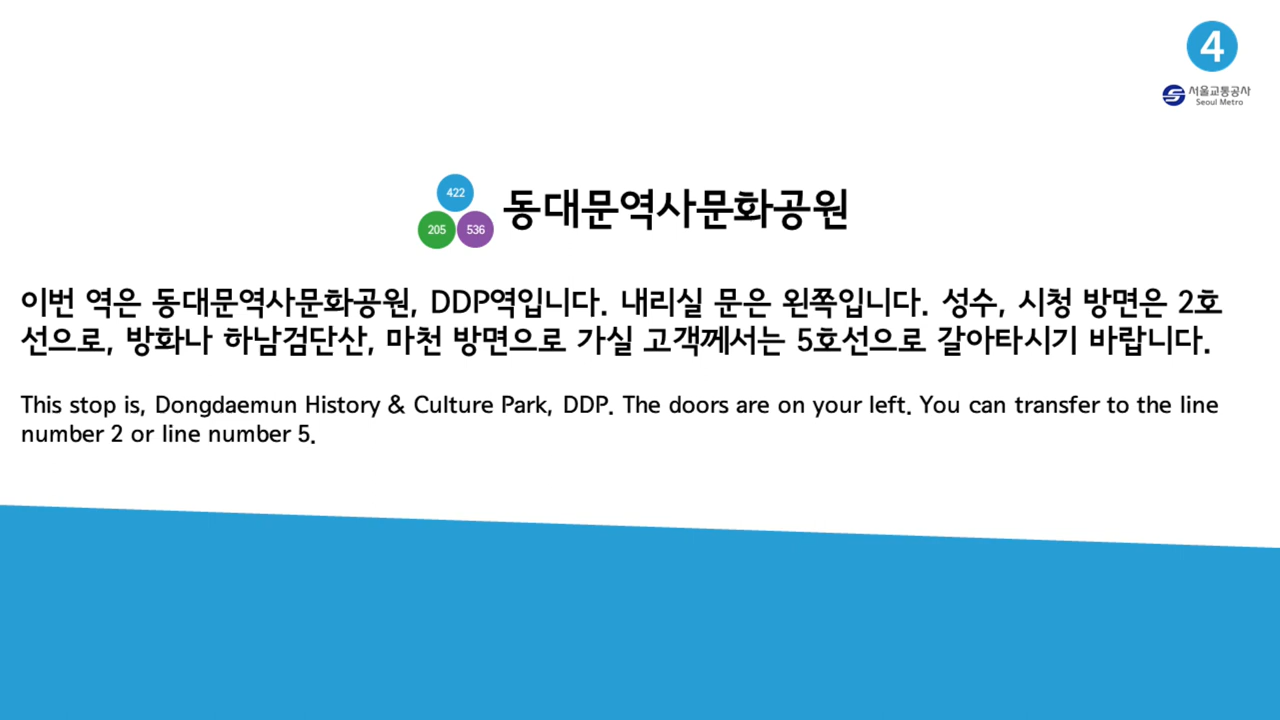 4
서울교통공사
Seoul Metro
422
205 536
동대문역사문화공원
이번 역은 동대문역사문화공원, DDP역입니다. 내리실 문은 왼쪽입니다. 성수, 시청 방면은 2호
선으로, 방화나 하남검단산, 마천 방면으로 가실 고객께서는 5호선으로 갈아타시기 바랍니다.
This stop is, Dongdaemun History & Culture Park, DDP. The doors are on your left. You can transfer to the line
number 2 or line number 5.